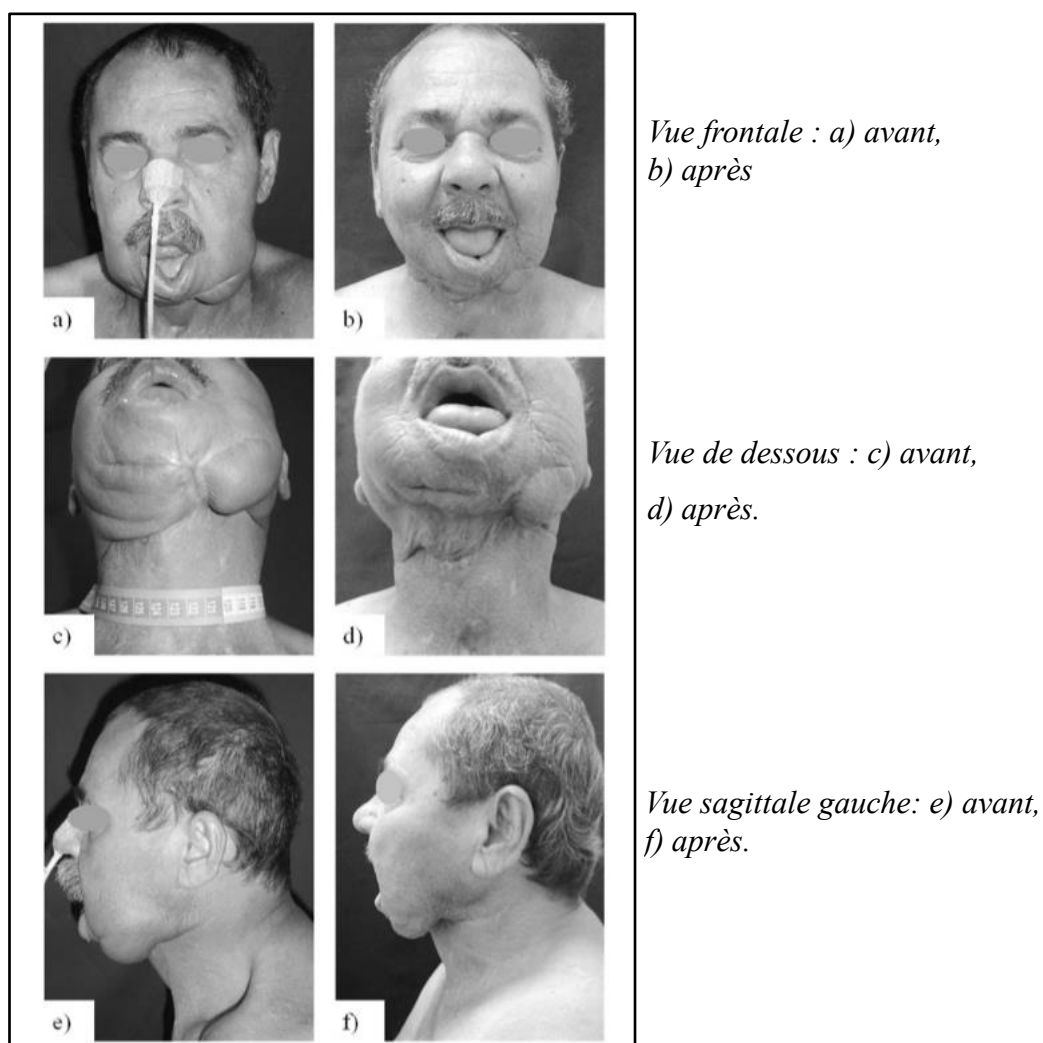 Vue frontale : a) avant,
b) après
a)
b)
Vue de dessous : c) avant,
d) après.
c)
d)
Vue sagittale gauche: e) avant,
f) après.
e)
f)